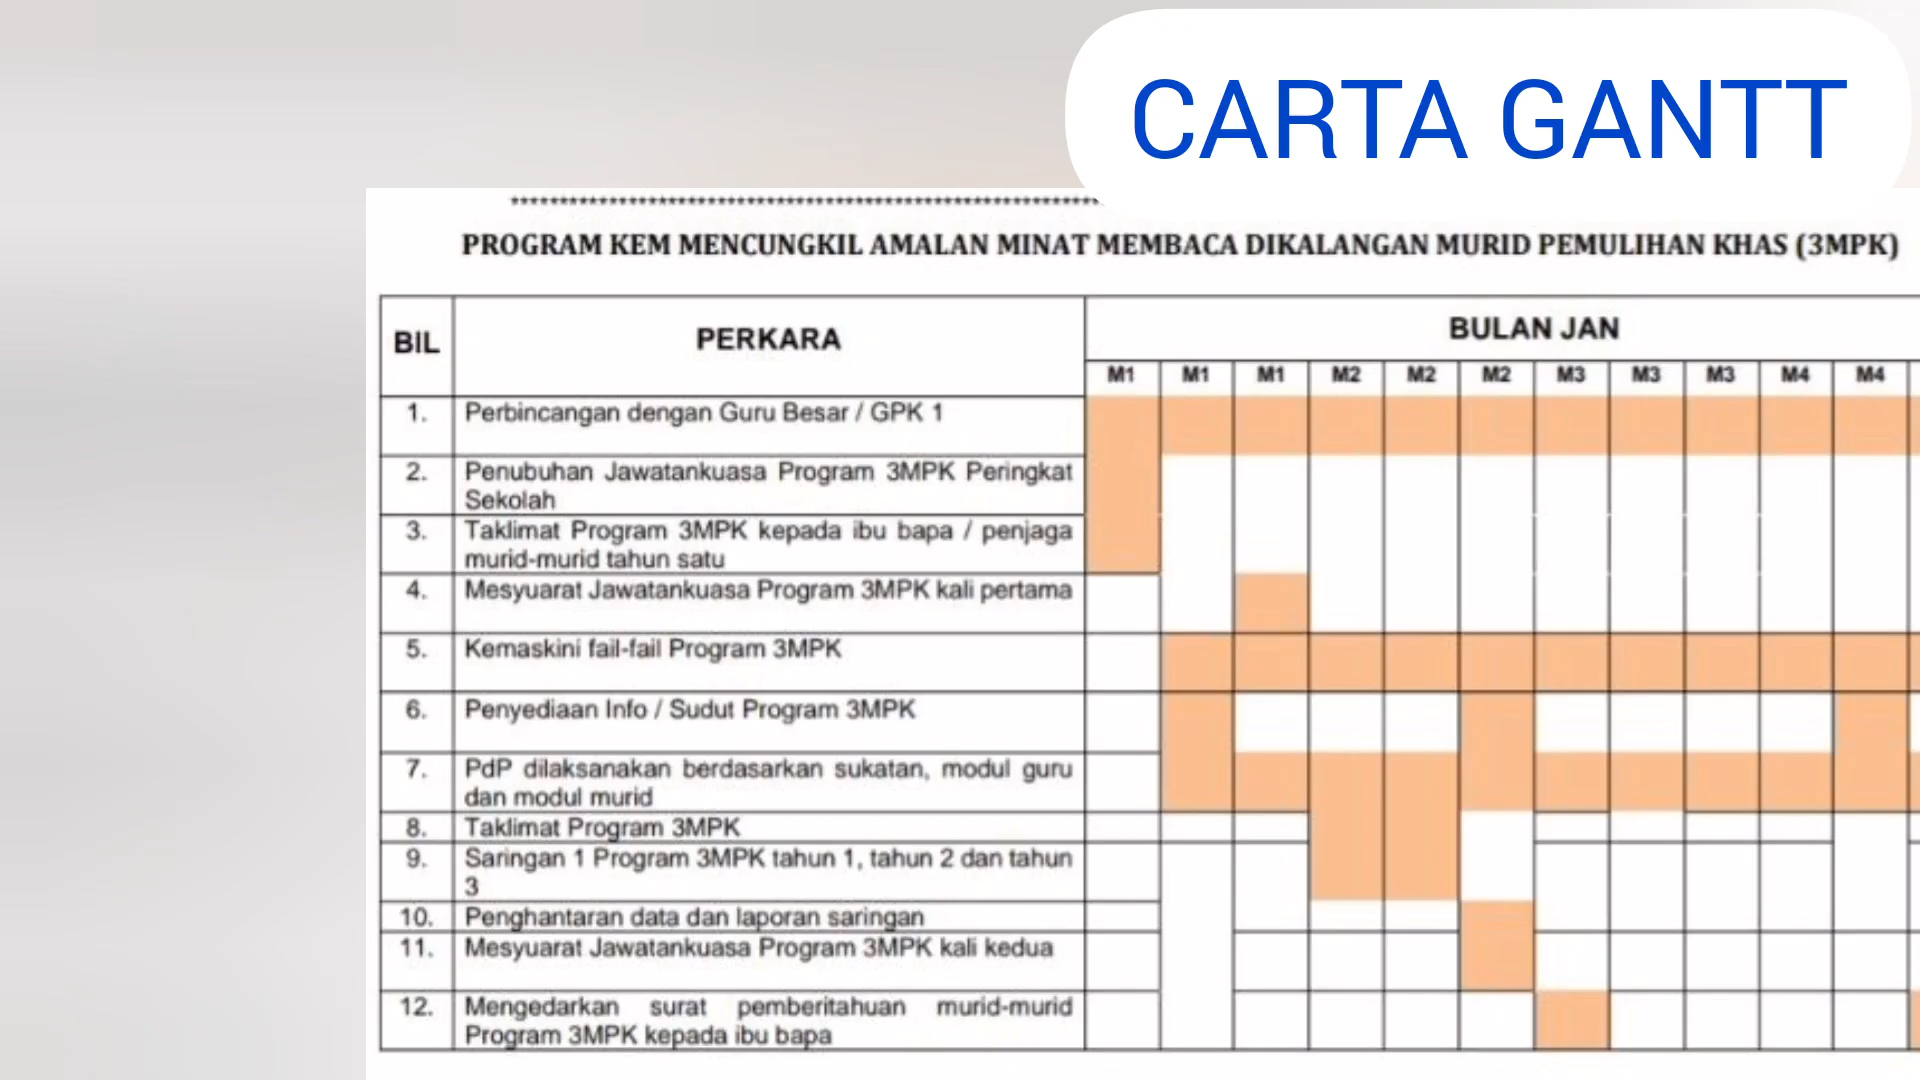 CARTA GANTT
**********************************************************************
PROGRAM KEM MENCUNGKIL AMALAN MINAT MEMBACA DIKALANGAN MURID PEMULIHAN KHAS (3MPK)
BIL PERKARA BULAN JAN
M1 M1 M1 M2 M2 M2 M3 M3 M3 M4 M4
1. Perbincangan dengan Guru Besar / GPK 1
2. Penubuhan Jawatankuasa Program 3MPK Peringkat
Sekolah
3. Taklimat Program 3MPK kepada ibu bapa / penjaga
murid-murid tahun satu
4. Mesyuarat Jawatankuasa Program 3MPK kali pertama
5. Kemaskini fail-fail Program 3MPK
6. Penyediaan Info / Sudut Program 3MPK
7. PdP dilaksanakan berdasarkan sukatan, modul guru
dan modul murid
8. Taklimat Program 3MPK
9. Saringan 1 Program 3MPK tahun 1, tahun 2 dan tahun
3
10. Penghantaran data dan laporan saringan
11. Mesyuarat Jawatankuasa Program 3MPK kali kedua
12. Mengedarkan surat pemberitahuan murid-murid
Program 3MPK kepada ibu bapa